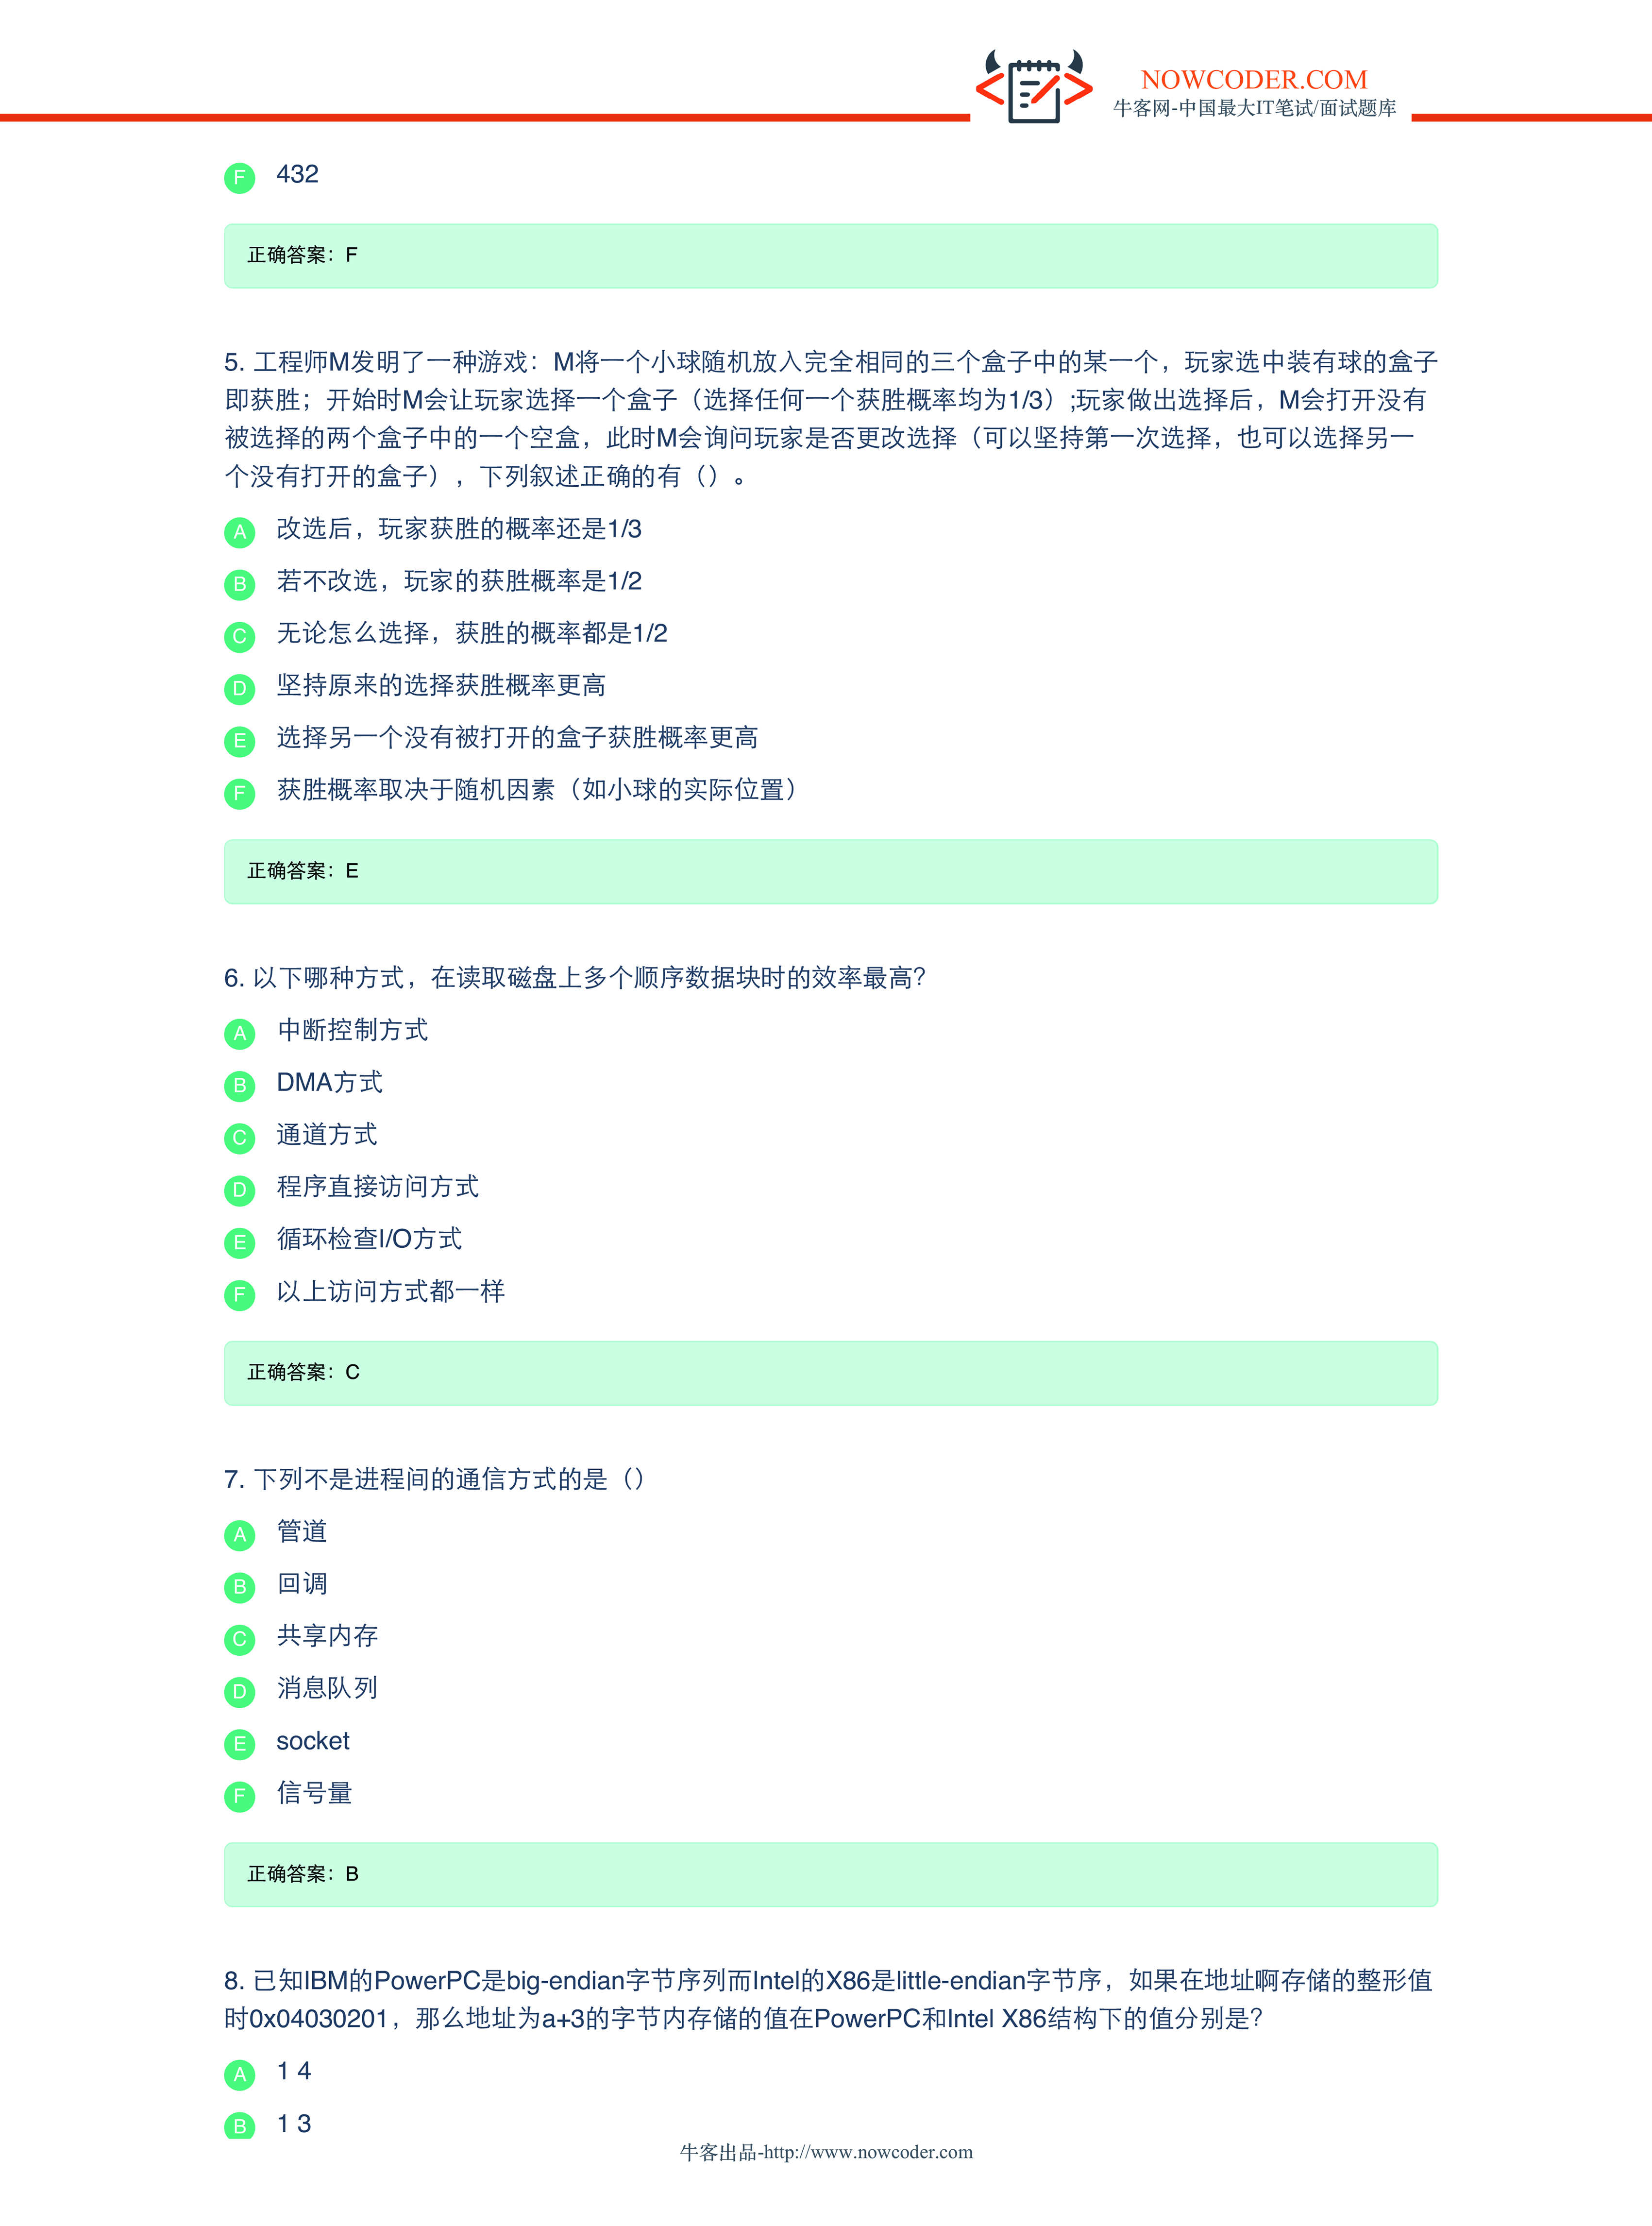 NOWCODER.COM
牛客网-中国最大IT笔试/面试题库
F 432
正确答案：F
5. 工程师M发明了一种游戏：M将一个小球随机放入完全相同的三个盒子中的某一个，玩家选中装有球的盒子
即获胜；开始时M会让玩家选择一个盒子（选择任何一个获胜概率均为1/3）;玩家做出选择后，M会打开没有
被选择的两个盒子中的一个空盒，此时M会询问玩家是否更改选择（可以坚持第一次选择，也可以选择另一
个没有打开的盒子），下列叙述正确的有（）。
A 改选后，玩家获胜的概率还是1/3
B 若不改选，玩家的获胜概率是1/2
C 无论怎么选择，获胜的概率都是1/2
D 坚持原来的选择获胜概率更高
E 选择另一个没有被打开的盒子获胜概率更高
F 获胜概率取决于随机因素（如小球的实际位置）
正确答案：E
6. 以下哪种方式，在读取磁盘上多个顺序数据块时的效率最高？
A 中断控制方式
B DMA方式
C 通道方式
D 程序直接访问方式
E 循环检查I/O方式
F 以上访问方式都一样
正确答案：C
7. 下列不是进程间的通信方式的是（）
A 管道
B 回调
C 共享内存
D 消息队列
E socket
F 信号量
正确答案：B
8. 已知IBM的PowerPC是big-endian字节序列而Intel的X86是little-endian字节序，如果在地址啊存储的整形值
时0x04030201，那么地址为a+3的字节内存储的值在PowerPC和Intel X86结构下的值分别是？
A 1 4
B 1 3
牛客出品-http://www.nowcoder.com